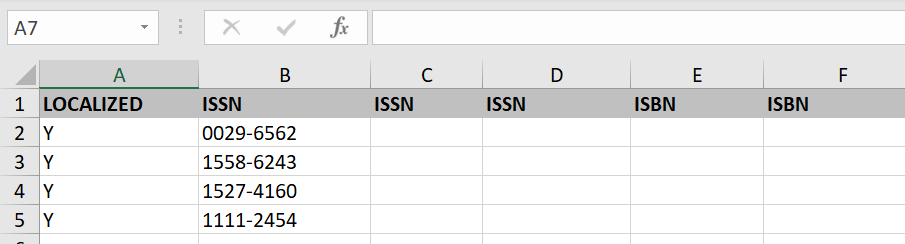 A7 fx
A B C D E F
1 LOCALIZED ISSN ISSN ISSN ISBN ISBN
2 Y 0029-6562
3 Y 1558-6243
4 Y 1527-4160
5 Y 1111-2454